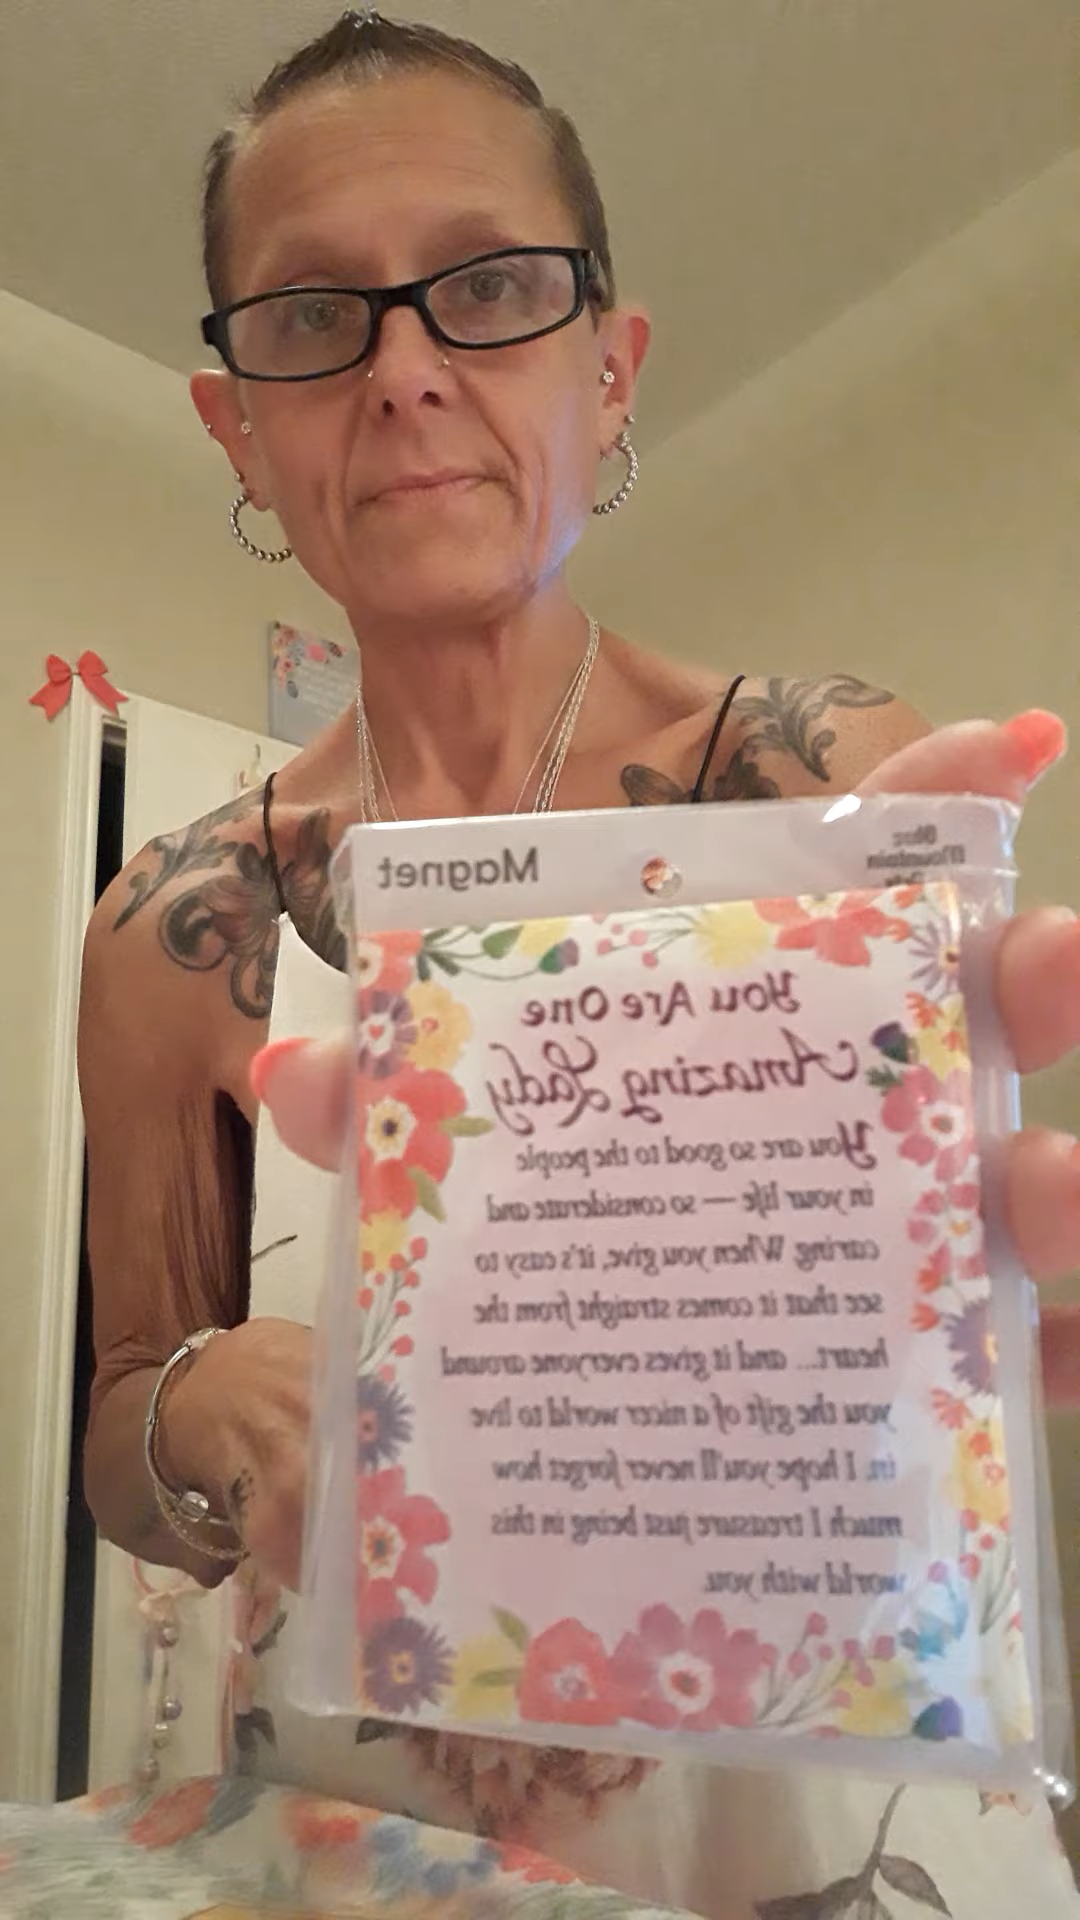 Magnet
Blue
Mountain
Arts
You Are One
Amazing Lady
You are so good to the people
in your life — so considerate and
caring. When you give, it's easy to
see that it comes straight from the
heart... and it gives everyone around
you the gift of a nicer world to live
in. I hope you'll never forget how
much I treasure just being in this
world with you.